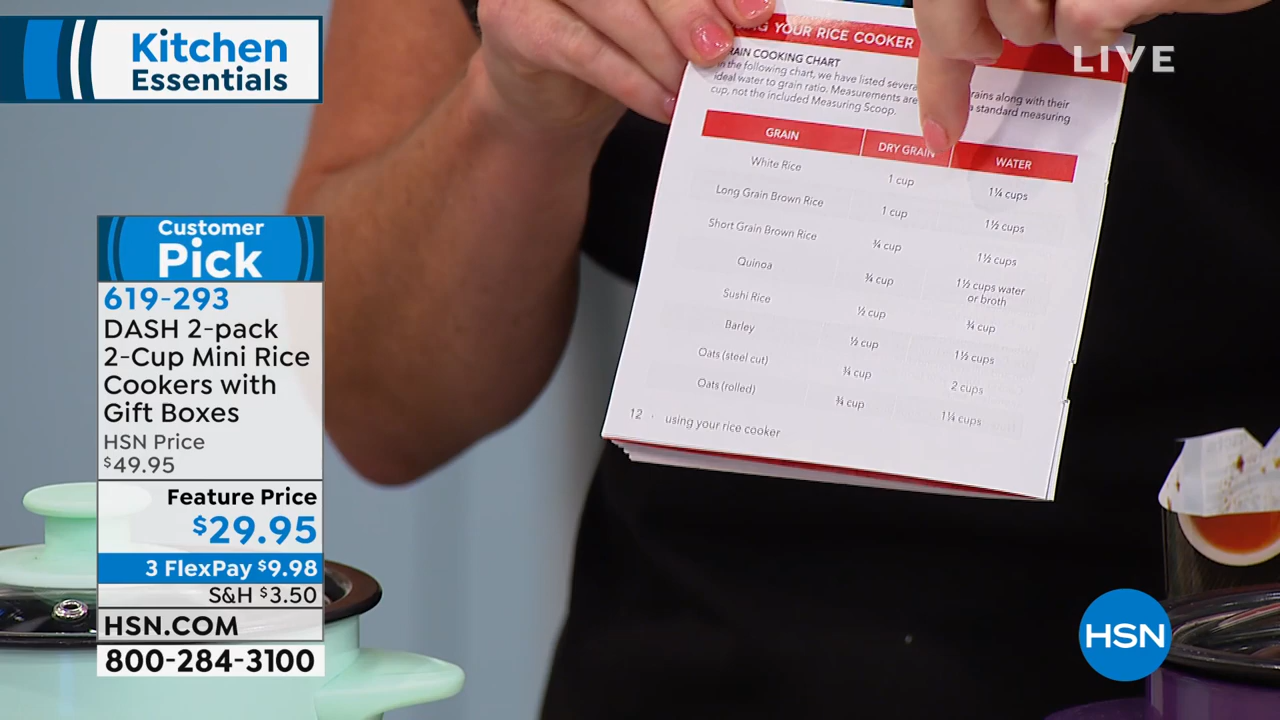 Kitchen
Essentials
LIVE
Customer
Pick
619-293
DASH 2-pack
2-Cup Mini Rice
Cookers with
Gift Boxes
HSN Price
$49.95
Feature Price
$29.95
3 FlexPay $9.98
S&H $3.50
HSN.COM
800-284-3100
YOUR RICE COOKER
COOKING CHART
the following chart, we have listed rains along with their
ideal water to grain ratio. Measurements are a standard measuring
cup, not the included Measuring Scoop.
GRAIN DRY GRAIN WATER
White Rice 1 cup 1¼ cups
Long Grain Brown Rice 1 cup 1½ cups
Short Grain Brown Rice ¾ cup 1½ cups
Quinoa ¾ cup 1½ cups water
or broth
Sushi Rice ½ cup ¾ cup
Barley ½ cup 1½ cups
Oats (steel cut) ¾ cup 2 cups
Oats (rolled) ¾ cup 1¼ cups
12 · using your rice cooker
HSN